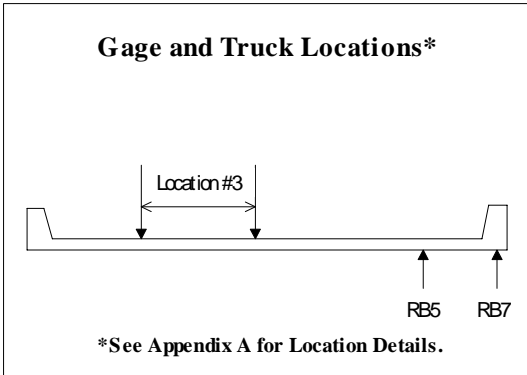 Gage and Truck Locations*
Location #3
RB5 RB7
*See Appendix A for Location Details.